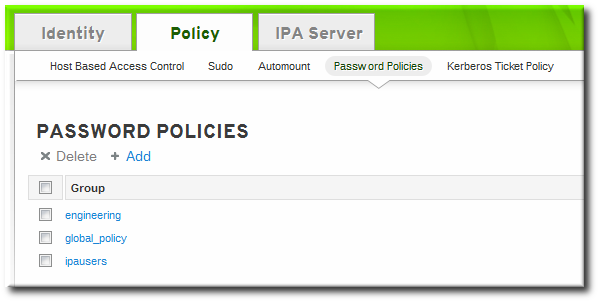 Identity Policy IPA Server
Host Based Access Control Sudo Automount Password Policies Kerberos Ticket Policy
PASSWORD POLICIES
Delete Add
Group
engineering
global_policy
ipausers